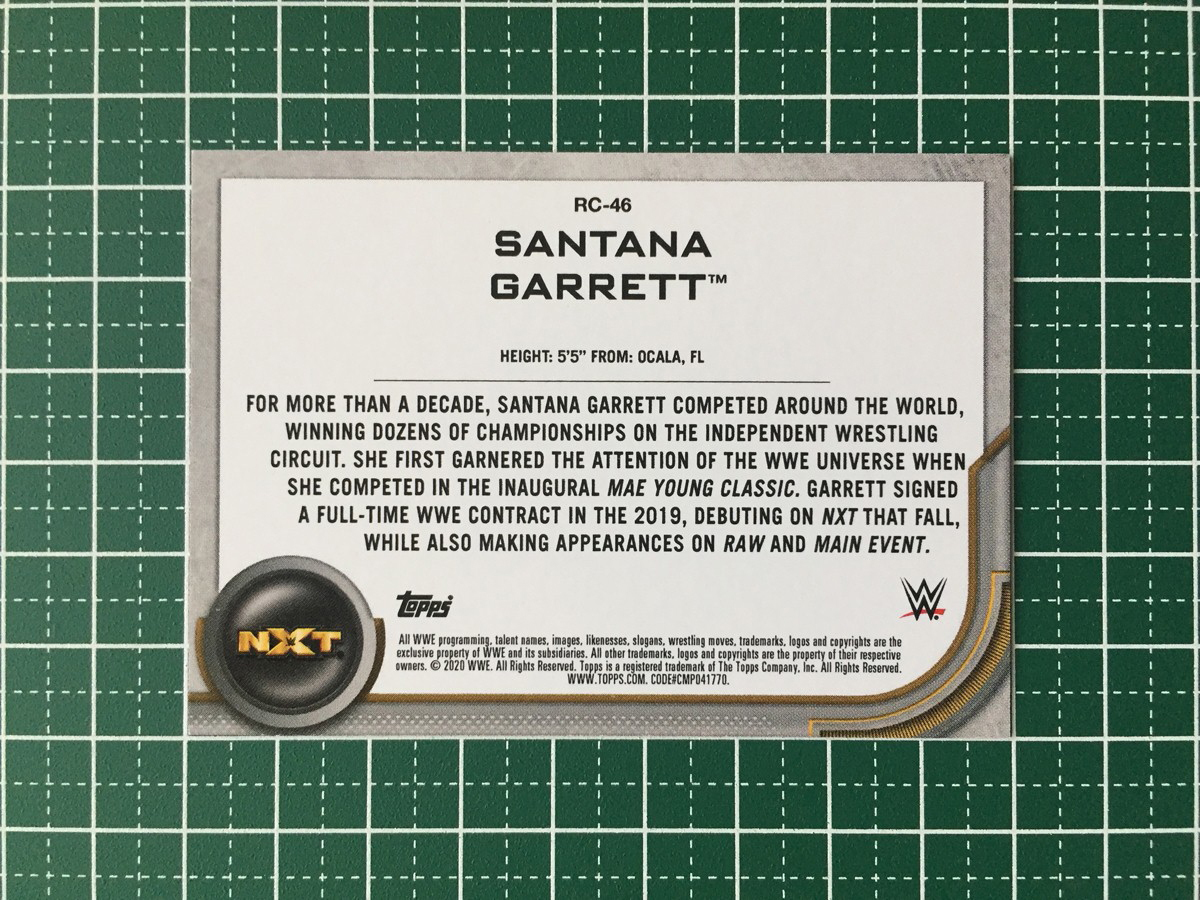 RC-46
SANTANA
GARRETT™
HEIGHT: 5'5” FROM: OCALA, FL
FOR MORE THAN A DECADE, SANTANA GARRETT COMPETED AROUND THE WORLD,
WINNING DOZENS OF CHAMPIONSHIPS ON THE INDEPENDENT WRESTLING
CIRCUIT. SHE FIRST GARNERED THE ATTENTION OF THE WWE UNIVERSE WHEN
SHE COMPETED IN THE INAUGURAL MAE YOUNG CLASSIC. GARRETT SIGNED
A FULL-TIME WWE CONTRACT IN THE 2019, DEBUTING ON NXT THAT FALL,
WHILE ALSO MAKING APPEARANCES ON RAW AND MAIN EVENT.
Topps
W
NXT
All WWE programming, talent names, images, likenesses, slogans, wrestling moves, trademarks, logos and copyrights are the
exclusive property of WWE and its subsidiaries. All other trademarks, logos and copyrights are the property of their respective
owners. © 2020 WWE. All Rights Reserved. Topps is a registered trademark of The Topps Company, Inc. All Rights Reserved.
WWW.TOPPS.COM. CODE#CMP041770.